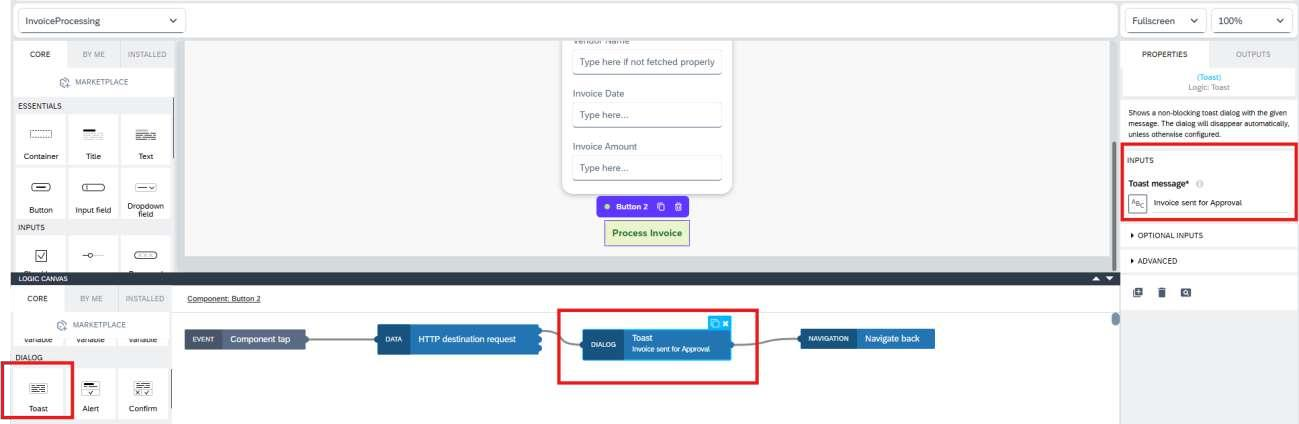 InvoiceProcessing
Fullscreen
100%
CORE
BY ME
INSTALLED
MARKETPLACE
ESSENTIALS
Container
Title
Text
Button
Input field
Dropdown
field
INPUTS
Vendor Name
Type here if not fetched properly
Invoice Date
Type here...
Invoice Amount
Type here...
Button 2
Process Invoice
PROPERTIES
OUTPUTS
(Toast)
Logic: Toast
Shows a non-blocking toast dialog with the given
message. The dialog will disappear automatically,
unless otherwise configured.
INPUTS
Toast message*
ABC
Invoice sent for Approval
OPTIONAL INPUTS
ADVANCED
LOGIC CANVAS
CORE
BY ME
INSTALLED
MARKETPLACE
variable
variable
variable
DIALOG
Toast
Alert
Confirm
Component: Button 2
EVENT
Component tap
DATA
HTTP destination request
DIALOG
Toast
Invoice sent for Approval
NAVIGATION
Navigate back